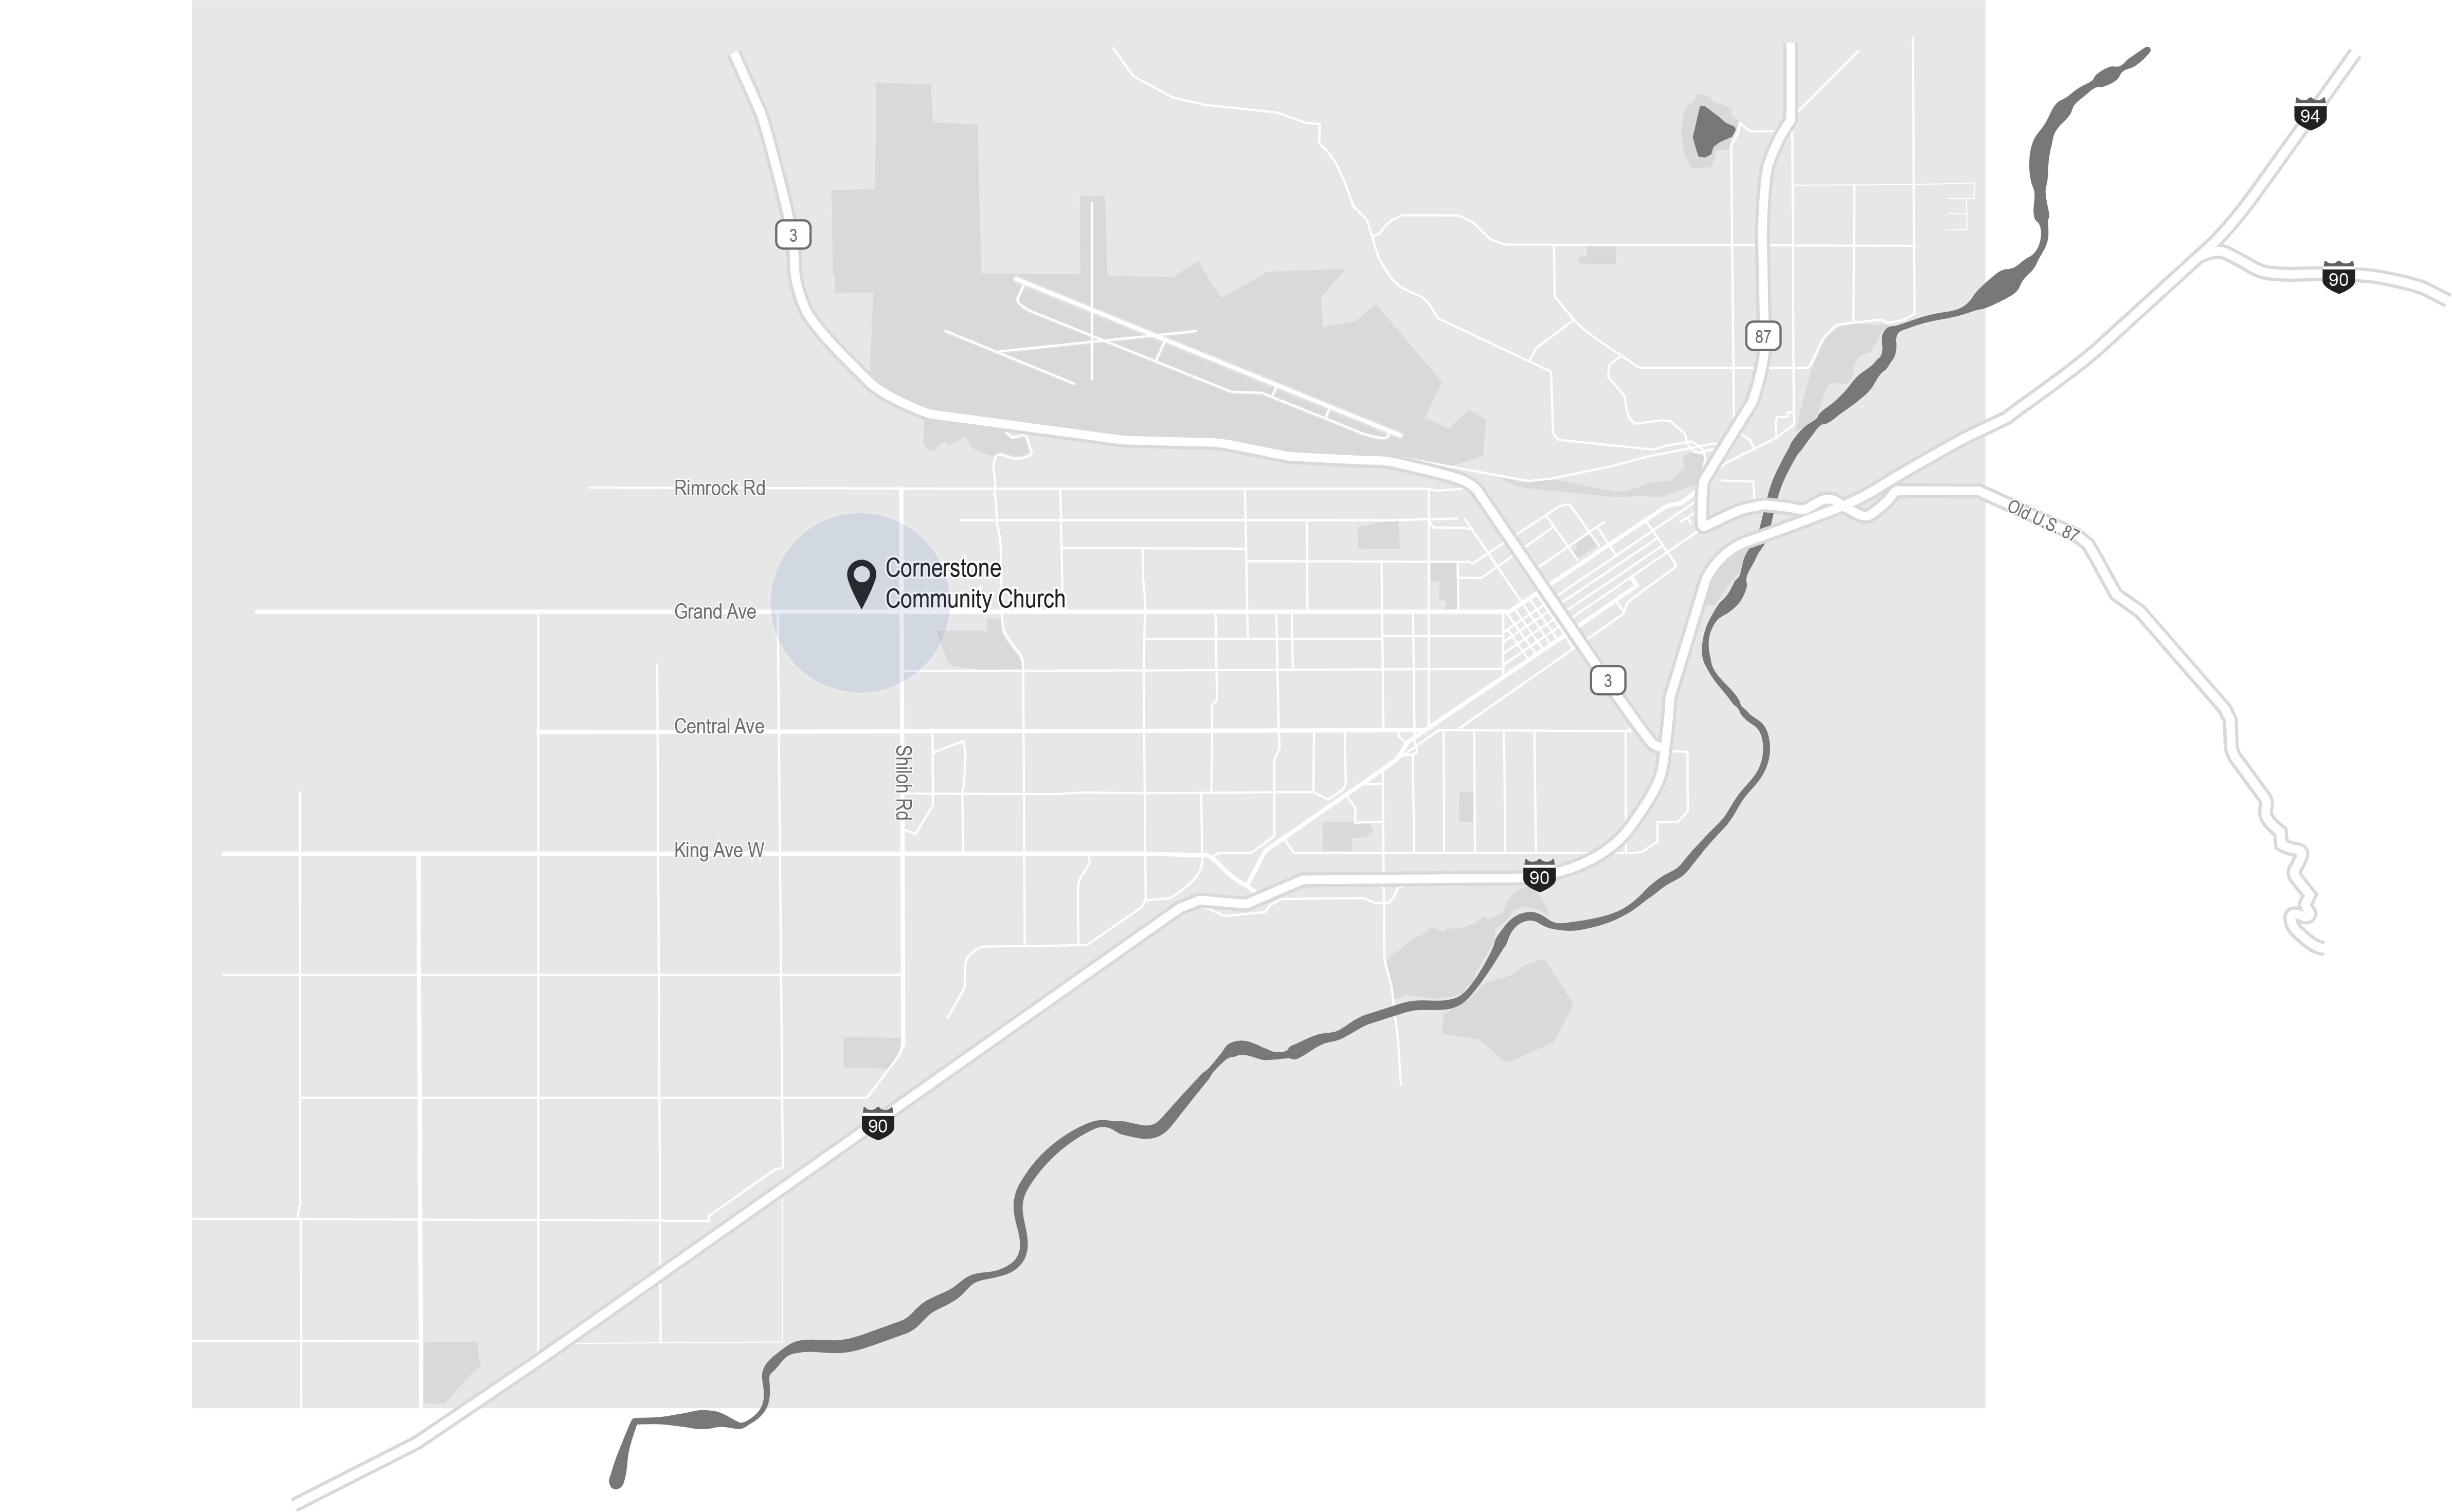 94
3
90
87
Rimrock Rd
Old U.S. 87
Cornerstone
Community Church
Grand Ave
3
Central Ave
Shiloh Rd
King Ave W
90
90